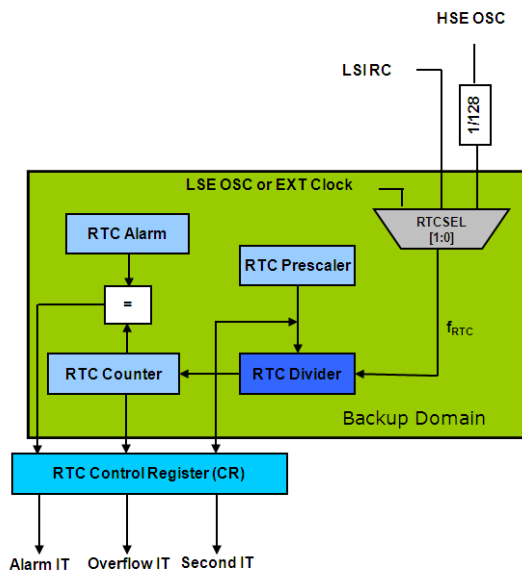 HSE OSC
LSI RC
1/128
LSE OSC or EXT Clock
RTCSEL
[1:0]
RTC Alarm
RTC Prescaler
=
fRTC
RTC Counter
RTC Divider
Backup Domain
RTC Control Register (CR)
Alarm IT
Overflow IT
Second IT